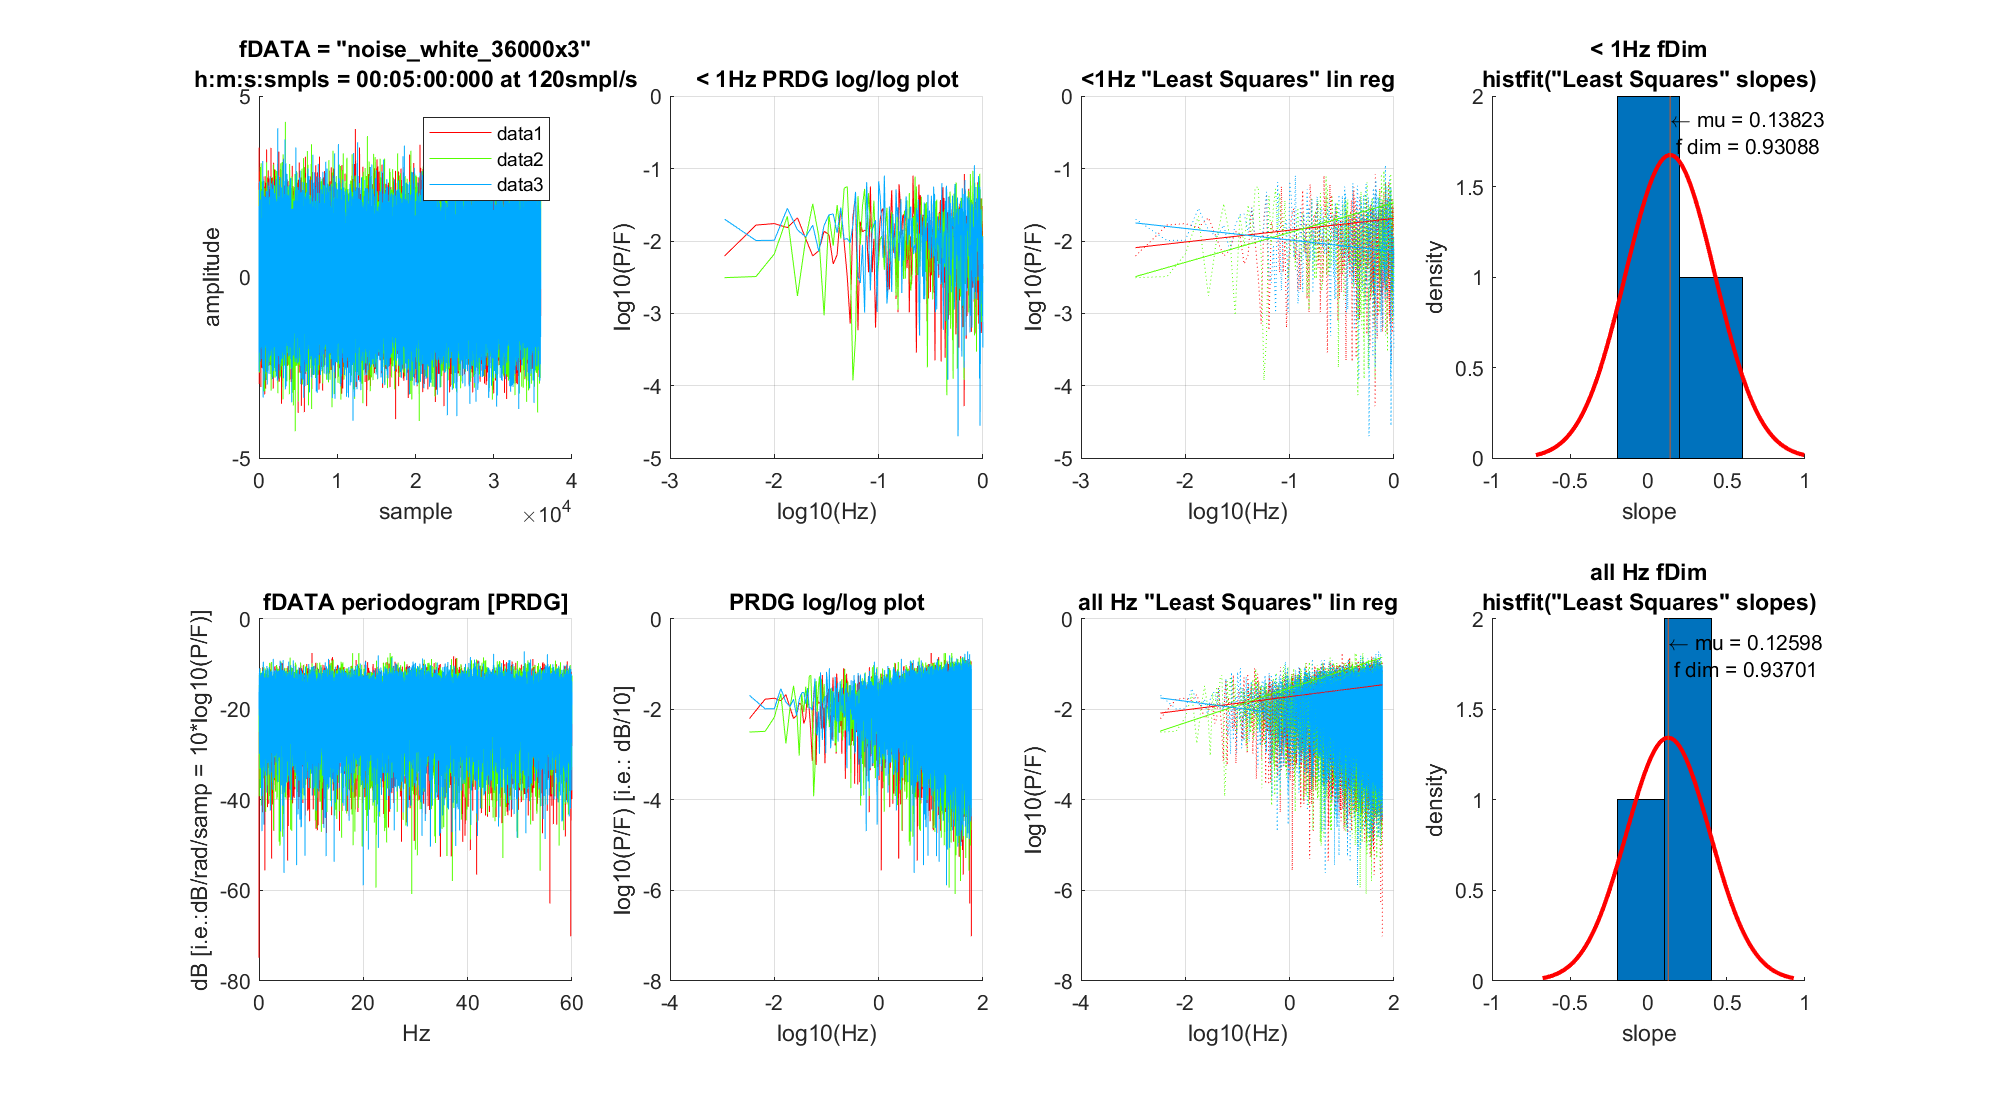 fDATA = "noise_white_36000x3"
h:m:s:smpls = 00:05:00:000 at 120smpl/s
5
0
-5
amplitude
data1
data2
data3
0
1
2
3
4
×10^4
sample
< 1Hz PRDG log/log plot
0
-1
-2
-3
-4
-5
log10(P/F)
-3
-2
-1
0
log10(Hz)
<1Hz "Least Squares" lin reg
0
-1
-2
-3
-4
-5
log10(P/F)
-3
-2
-1
0
log10(Hz)
< 1Hz fDim
histfit("Least Squares" slopes)
2
1.5
1
0.5
0
density
← mu = 0.13823
f dim = 0.93088
-1
-0.5
0
0.5
1
slope
fDATA periodogram [PRDG]
0
-20
-40
-60
-80
dB [i.e.:dB/rad/samp = 10*log10(P/F)]
0
20
40
60
Hz
PRDG log/log plot
0
-2
-4
-6
-8
log10(P/F) [i.e.: dB/10]
-4
-2
0
2
log10(Hz)
all Hz "Least Squares" lin reg
0
-2
-4
-6
-8
log10(P/F)
-4
-2
0
2
log10(Hz)
all Hz fDim
histfit("Least Squares" slopes)
2
1.5
1
0.5
0
density
← mu = 0.12598
f dim = 0.93701
-1
-0.5
0
0.5
1
slope